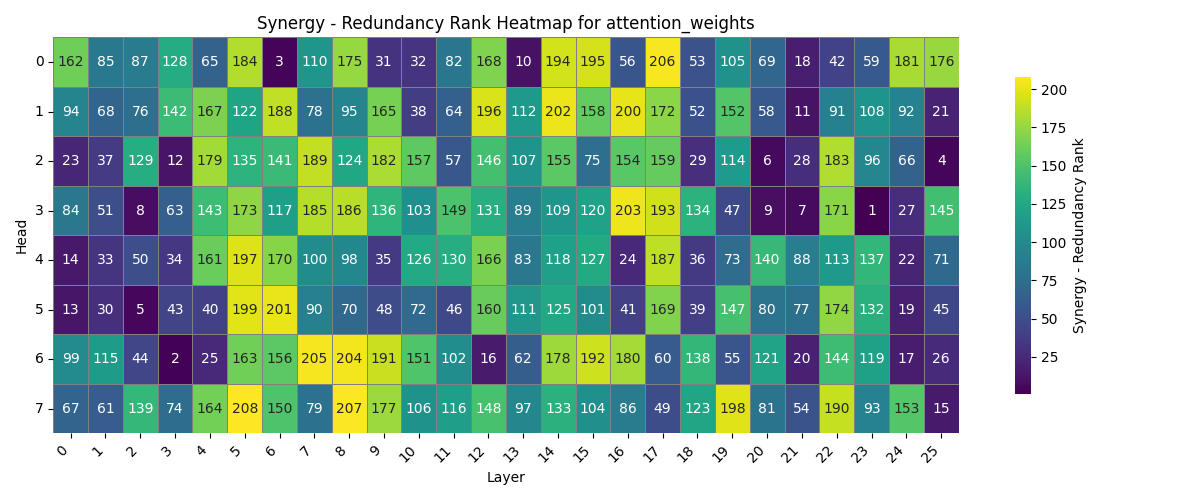 Synergy - Redundancy Rank Heatmap for attention_weights
0 162 85 87 128 65 184 3 110 175 31 32 82 168 10 194 195 56 206 53 105 69 18 42 59 181 176
1 94 68 76 142 167 122 188 78 95 165 38 64 196 112 202 158 200 172 52 152 58 11 91 108 92 21
2 23 37 129 12 179 135 141 189 124 182 157 57 146 107 155 75 154 159 29 114 6 28 183 96 66 4
3 84 51 8 63 143 173 117 185 186 136 103 149 131 89 109 120 203 193 134 47 9 7 171 1 27 145
4 14 33 50 34 161 197 170 100 98 35 126 130 166 83 118 127 24 187 36 73 140 88 113 137 22 71
5 13 30 5 43 40 199 201 90 70 48 72 46 160 111 125 101 41 169 39 147 80 77 174 132 19 45
6 99 115 44 2 25 163 156 205 204 191 151 102 16 62 178 192 180 60 138 55 121 20 144 119 17 26
7 67 61 139 74 164 208 150 79 207 177 106 116 148 97 133 104 86 49 123 198 81 54 190 93 153 15
0 1 2 3 4 5 6 7 8 9 10 11 12 13 14 15 16 17 18 19 20 21 22 23 24 25
Layer
Head
200
175
150
125
100
75
50
25
Synergy - Redundancy Rank